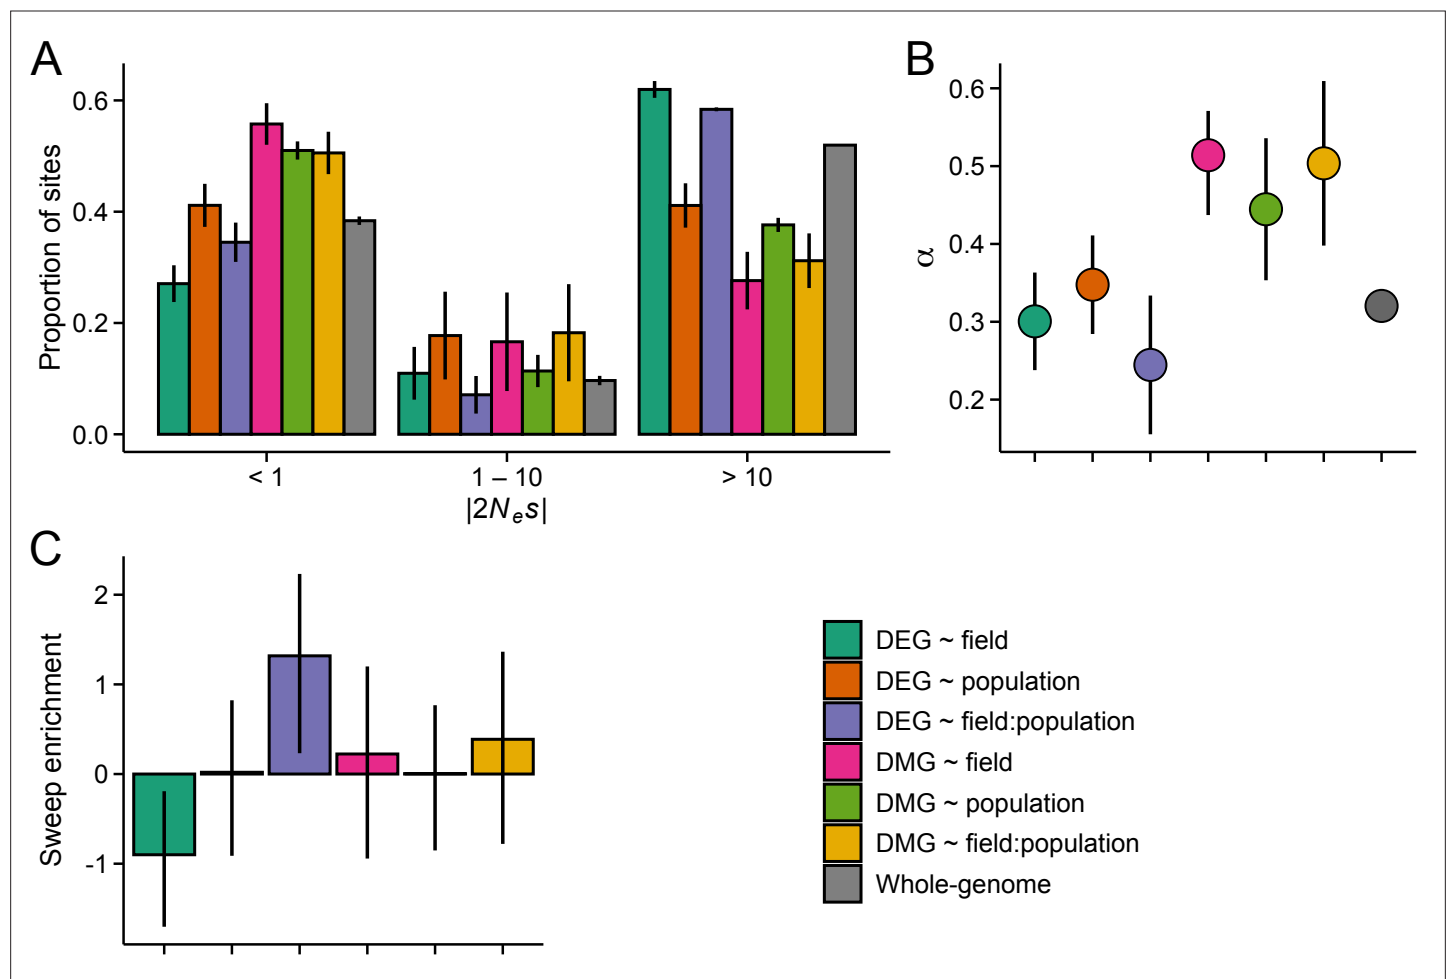 A
Proportion of sites
0.6
0.4
0.2
0.0
< 1
1 – 10
> 10
|2Nₑs|
B
α
0.6
0.5
0.4
0.3
0.2
C
Sweep enrichment
2
1
0
-1
DEG ~ field
DEG ~ population
DEG ~ field:population
DMG ~ field
DMG ~ population
DMG ~ field:population
Whole-genome